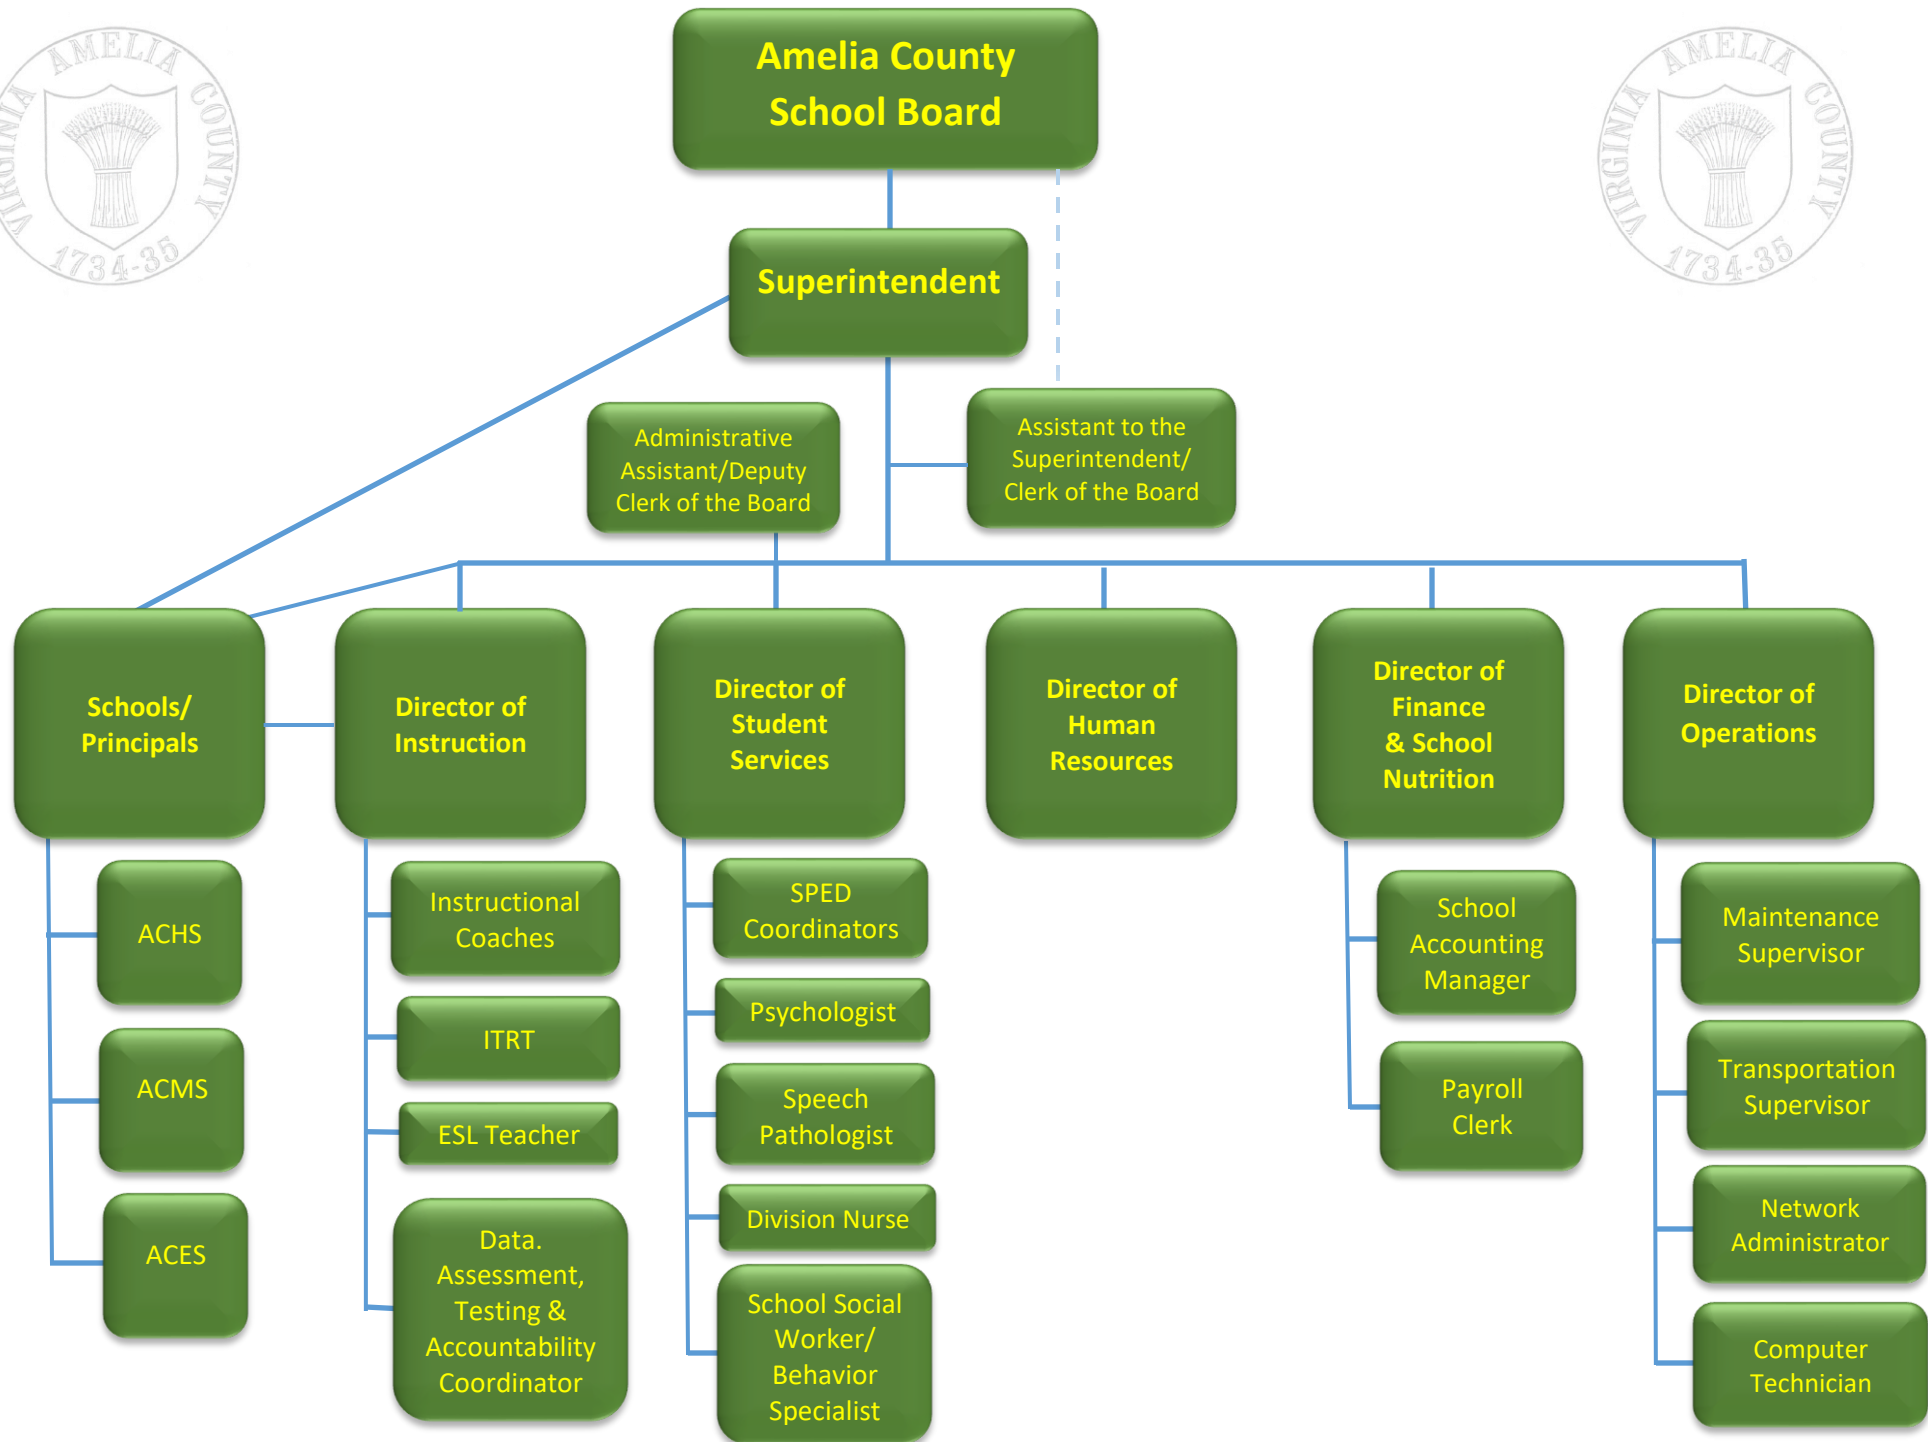 AMELIA COUNTY VIRGINIA
1734-35
AMELIA COUNTY VIRGINIA
1734-35
Amelia County
School Board
Superintendent
Administrative
Assistant/Deputy
Clerk of the Board
Assistant to the
Superintendent/
Clerk of the Board
Schools/
Principals
Director of
Instruction
Director of
Student
Services
Director of
Human
Resources
Director of
Finance
& School
Nutrition
Director of
Operations
ACHS
ACMS
ACES
Instructional
Coaches
ITRT
ESL Teacher
Data.
Assessment,
Testing &
Accountability
Coordinator
SPED
Coordinators
Psychologist
Speech
Pathologist
Division Nurse
School Social
Worker/
Behavior
Specialist
School
Accounting
Manager
Payroll
Clerk
Maintenance
Supervisor
Transportation
Supervisor
Network
Administrator
Computer
Technician